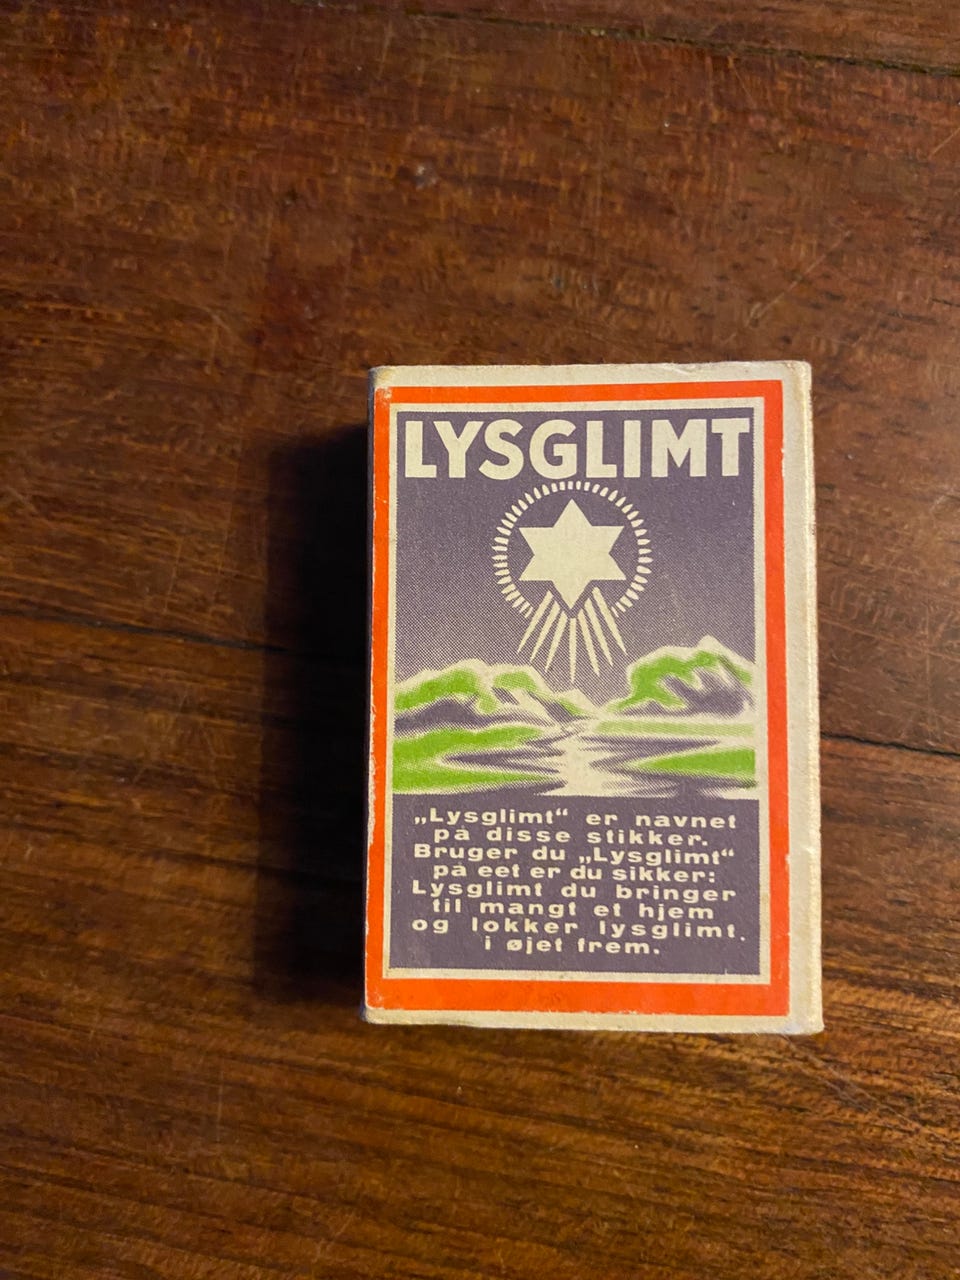 LYSGLIMT
„Lysglimt“ er navnet
på disse stikker.
Bruger du „Lysglimt“
på eet er du sikker:
Lysglimt du bringer
til mangt et hjem
og lokker lysglimt.
i øjet frem.